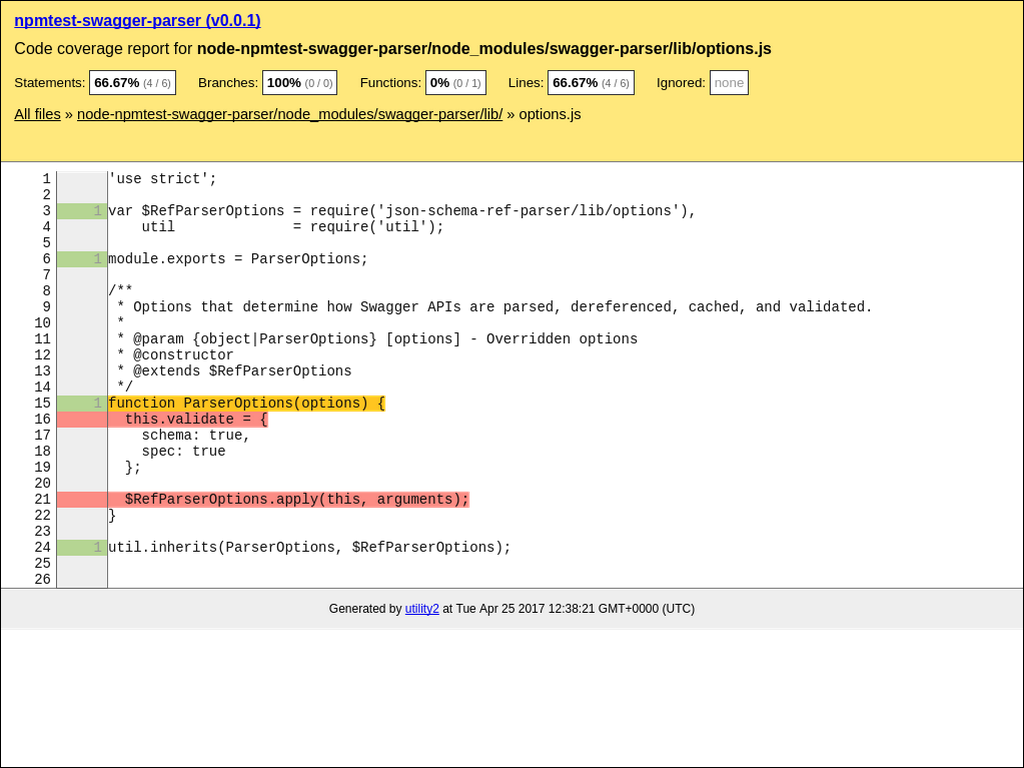 npmtest-swagger-parser (v0.0.1)
Code coverage report for node-npmtest-swagger-parser/node_modules/swagger-parser/lib/options.js
Statements: 66.67% (4 / 6) Branches: 100% (0 / 0) Functions: 0% (0 / 1) Lines: 66.67% (4 / 6) Ignored: none
All files » node-npmtest-swagger-parser/node_modules/swagger-parser/lib/ » options.js
1 'use strict';
2
3 1 var $RefParserOptions = require('json-schema-ref-parser/lib/options'),
4     util              = require('util');
5
6 1 module.exports = ParserOptions;
7
8 /**
9  * Options that determine how Swagger APIs are parsed, dereferenced, cached, and validated.
10  *
11  * @param {object|ParserOptions} [options] - Overridden options
12  * @constructor
13  * @extends $RefParserOptions
14  */
15 1 function ParserOptions(options) {
16   this.validate = {
17     schema: true,
18     spec: true
19   };
20
21   $RefParserOptions.apply(this, arguments);
22 }
23
24 1 util.inherits(ParserOptions, $RefParserOptions);
25
26
Generated by utility2 at Tue Apr 25 2017 12:38:21 GMT+0000 (UTC)